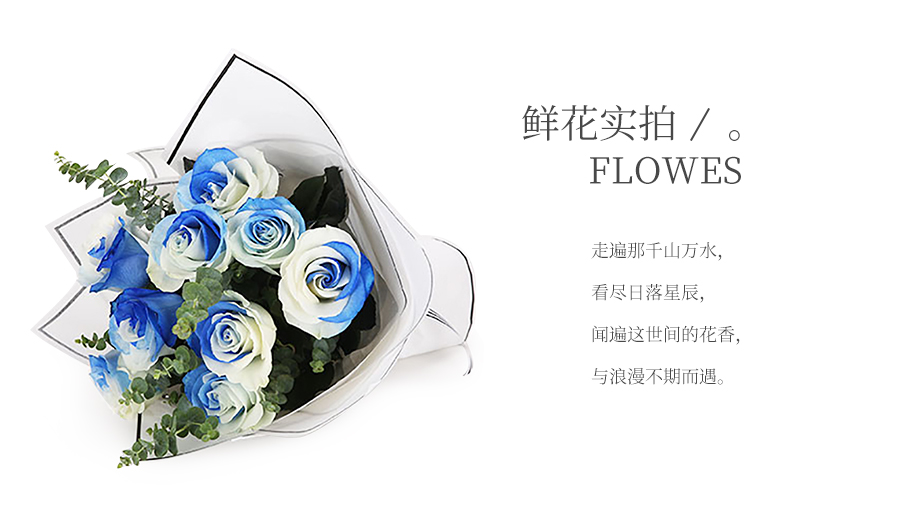 鲜花实拍 / 。
FLOWES
走遍那千山万水，
看尽日落星辰，
闻遍这世间的花香，
与浪漫不期而遇。